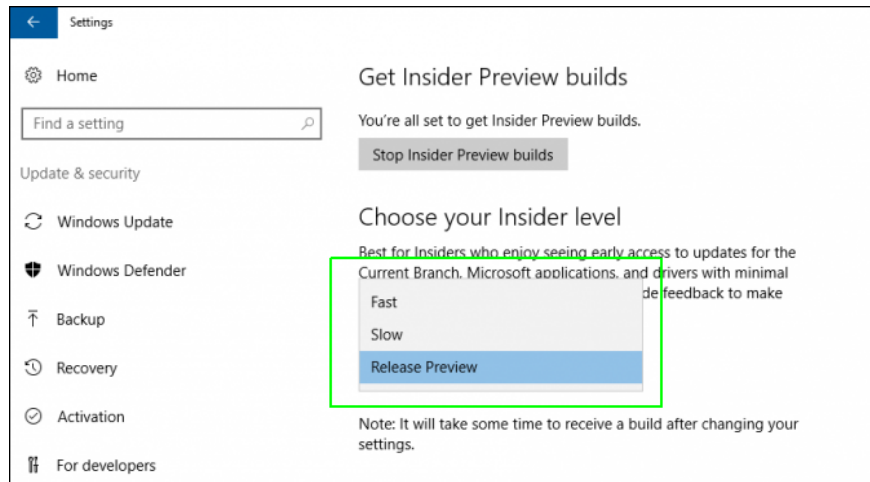 Settings
Home
Find a setting
Update & security
Windows Update
Windows Defender
Backup
Recovery
Activation
For developers
Get Insider Preview builds
You're all set to get Insider Preview builds.
Stop Insider Preview builds
Choose your Insider level
Best for Insiders who enjoy seeing early access to updates for the
Current Branch, Microsoft applications, and drivers with minimal
feedback to make
Fast
Slow
Release Preview
Note: It will take some time to receive a build after changing your
settings.